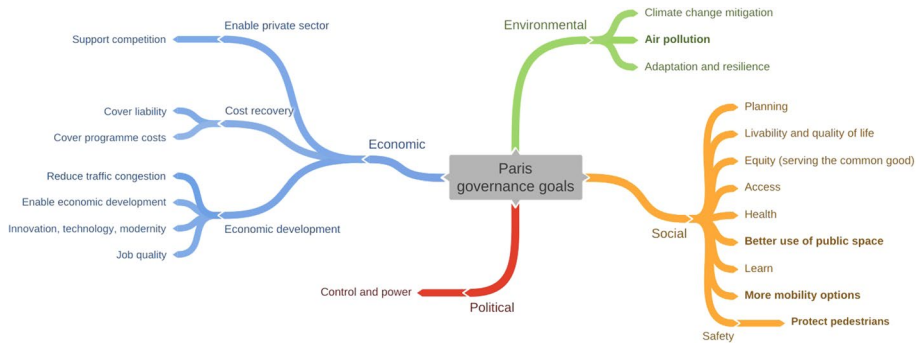 Paris
governance goals
Environmental
Climate change mitigation
Air pollution
Adaptation and resilience
Social
Planning
Livability and quality of life
Equity (serving the common good)
Access
Health
Better use of public space
Learn
More mobility options
Safety
Protect pedestrians
Political
Control and power
Economic
Enable private sector
Support competition
Cost recovery
Cover liability
Cover programme costs
Economic development
Reduce traffic congestion
Enable economic development
Innovation, technology, modernity
Job quality